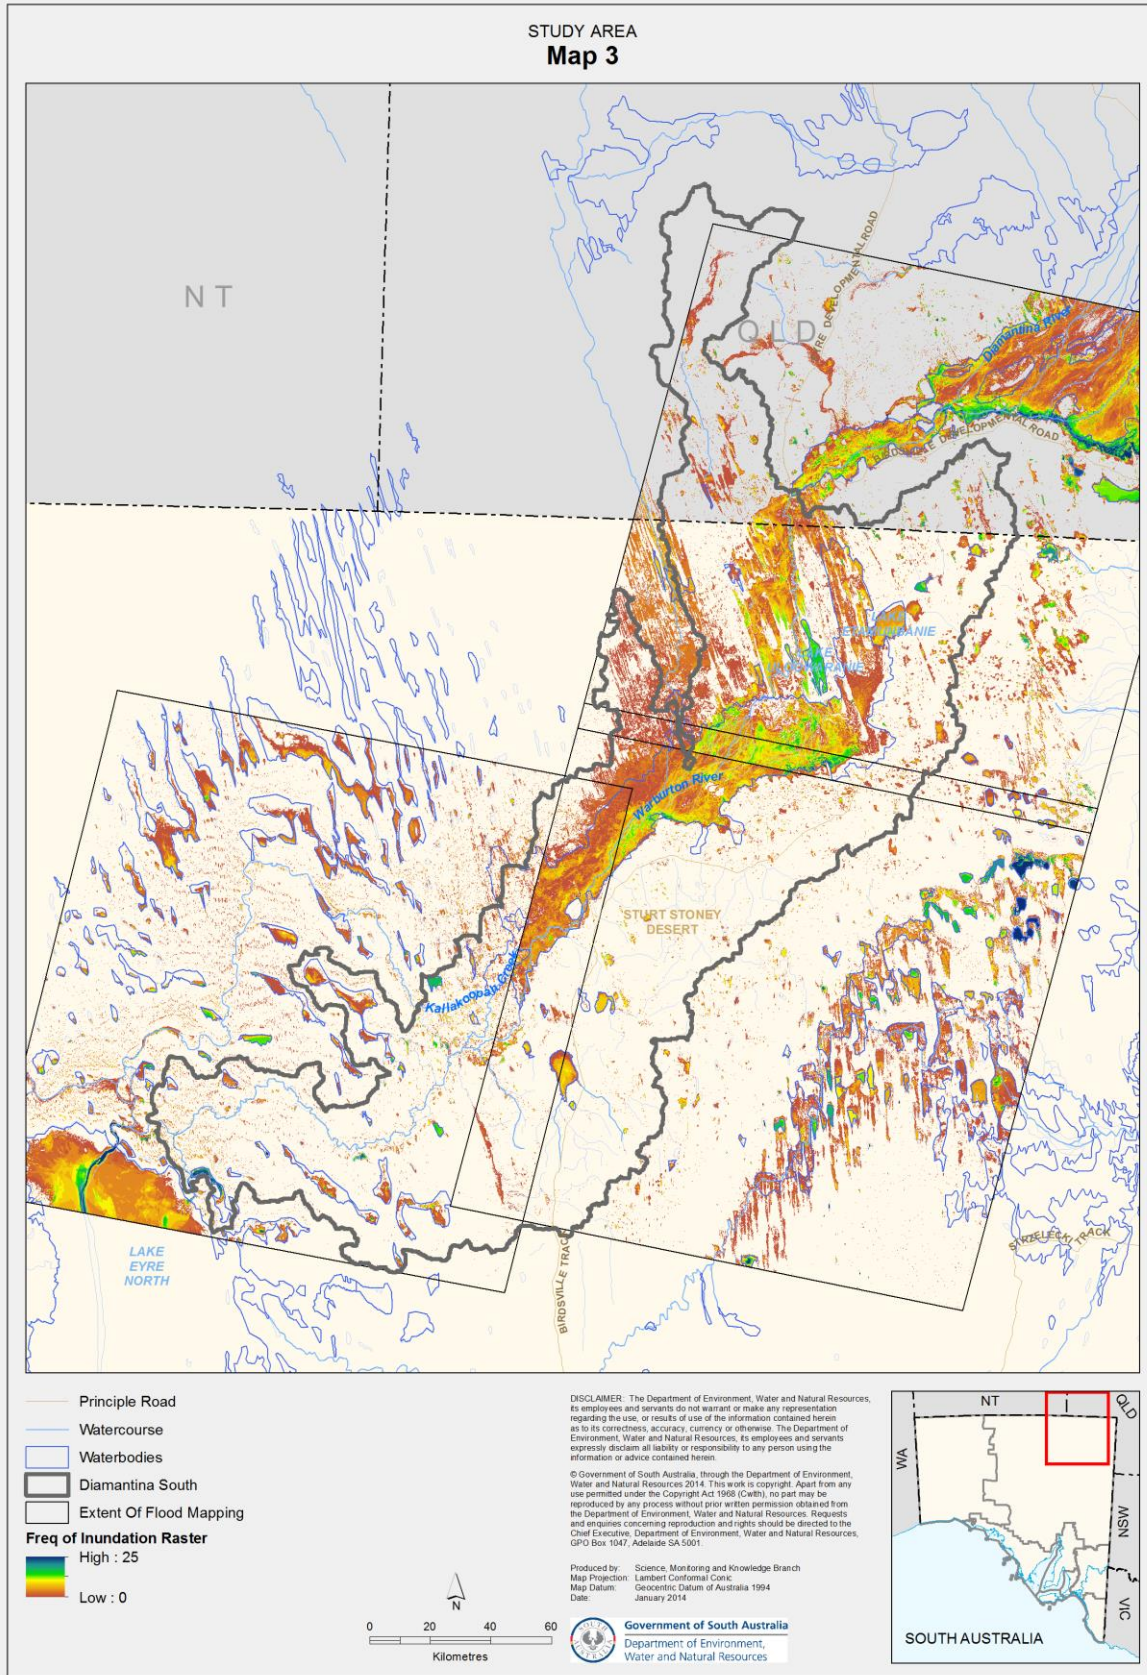 STUDY AREA
Map 3
NT
QLD
RE DEVELOPMENTAL ROAD
Diamantina River
BIRDSVILLE DEVELOPMENTAL ROAD
LAKE
Warburton River
STURT STONEY
DESERT
Kallakoopah Creek
LAKE
EYRE
NORTH
BIRDSVILLE TRACK
STRZELECKI TRACK
Principle Road
Watercourse
Waterbodies
Diamantina South
Extent Of Flood Mapping
Freq of Inundation Raster
High : 25
Low : 0
N
0 20 40 60
Kilometres
DISCLAIMER: The Department of Environment, Water and Natural Resources,
its employees and servants do not warrant or make any representation
regarding the use, or results of use of the information contained herein
as to its correctness, accuracy, currency or otherwise. The Department of
Environment, Water and Natural Resources, its employees and servants
expressly disclaim all liability or responsibility to any person using the
information or advice contained herein.
© Government of South Australia, through the Department of Environment,
Water and Natural Resources 2014. This work is copyright. Apart from any
use permitted under the Copyright Act 1968 (Cwlth), no part may be
reproduced by any process without prior written permission obtained from
the Department of Environment, Water and Natural Resources. Requests
and enquiries concerning reproduction and rights should be directed to the
Chief Executive, Department of Environment, Water and Natural Resources,
GPO Box 1047, Adelaide SA 5001.
Produced by: Science, Monitoring and Knowledge Branch
Map Projection: Lambert Conformal Conic
Map Datum: Geocentric Datum of Australia 1994
Date: January 2014
SOUTH AUSTRALIA
Government of South Australia
Department of Environment,
Water and Natural Resources
NT
QLD
WA
NSW
VIC
SOUTH AUSTRALIA